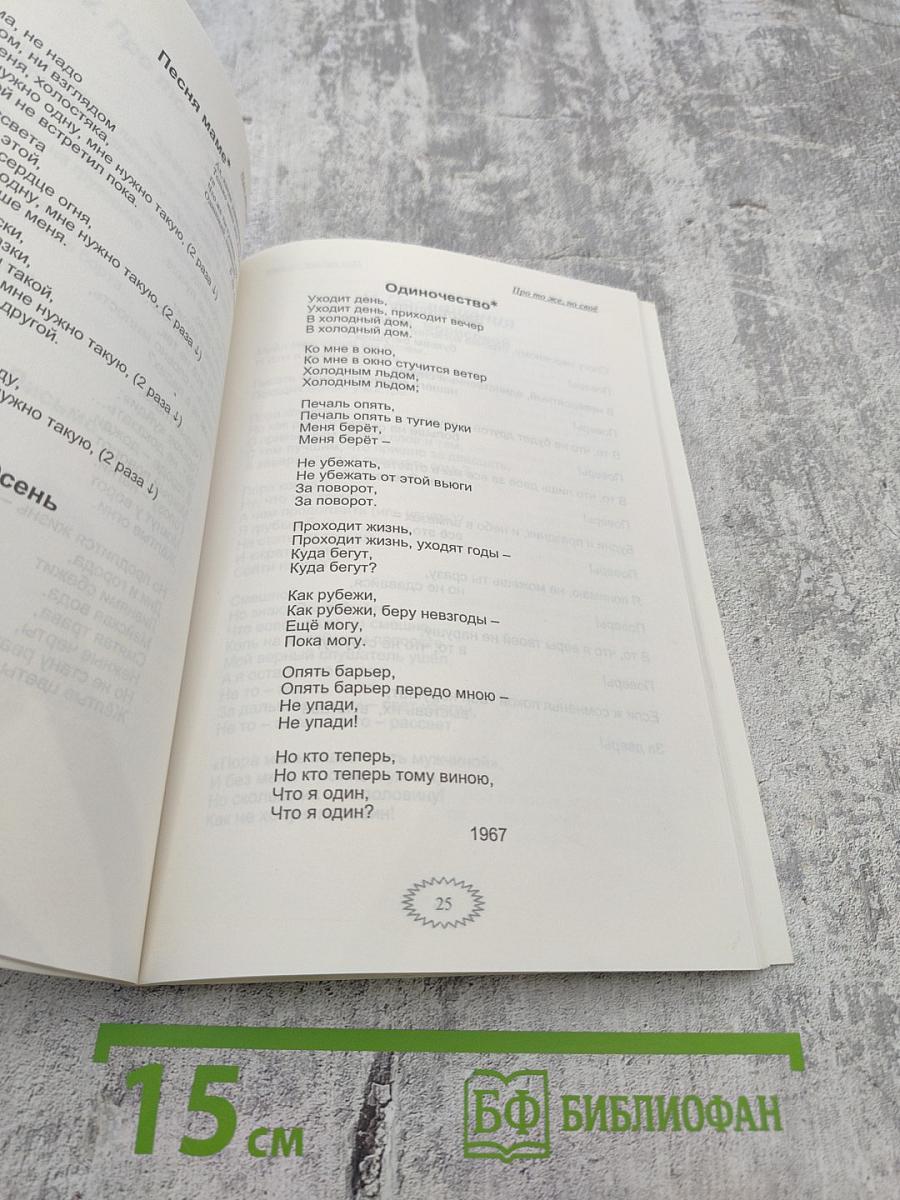 Песня маме*
не надо
ни взглядом
холостяка,
нужно одну, мне нужно такую, (2 раза ↓)
не встретил пока.
этой,
сердце огня,
одну, мне нужно такую, (2 раза ↓)
меня.
такой,
мне нужно такую, (2 раза ↓)
другой.
нужно такую, (2 раза ↓)
Про то же, по своё
Одиночество*
Уходит день,
Уходит день, приходит вечер
В холодный дом,
В холодный дом.
Ко мне в окно,
Ко мне в окно стучится ветер
Холодным льдом,
Холодным льдом;
Печаль опять,
Печаль опять в тугие руки
Меня берёт,
Меня берёт –
Не убежать,
Не убежать от этой вьюги
За поворот,
За поворот.
Проходит жизнь,
Проходит жизнь, уходят годы –
Куда бегут,
Куда бегут?
Как рубежи,
Как рубежи, беру невзгоды –
Ещё могу,
Пока могу.
Опять барьер,
Опять барьер передо мною –
Не упади,
Не упади!
Но кто теперь,
Но кто теперь тому виною,
Что я один,
Что я один?
1967
25
15 см
БФ БИБЛИОФАН